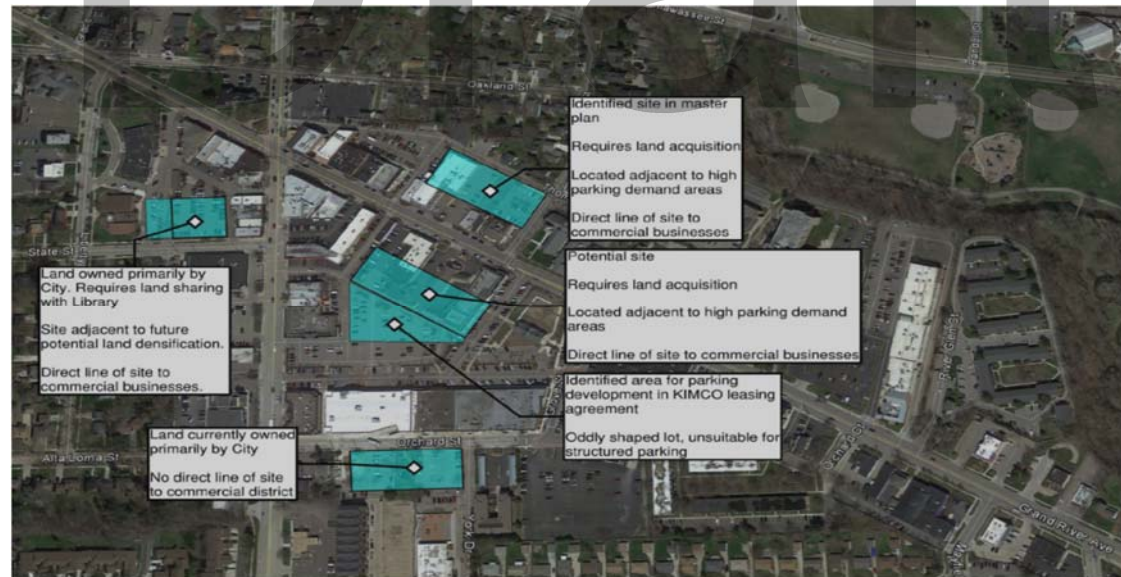 Oakland St
Identified site in master
plan
Requires land acquisition
Located adjacent to high
parking demand areas
Direct line of site to
commercial businesses
State St
Land owned primarily by
City. Requires land sharing
with Library
Site adjacent to future
potential land densification.
Direct line of site to
commercial businesses.
Potential site
Requires land acquisition
Located adjacent to high parking demand
areas
Direct line of site to commercial businesses
Identified area for parking
development in KIMCO leasing
agreement
Oddly shaped lot, unsuitable for
structured parking
Land currently owned
primarily by City
No direct line of site
to commercial district
Orchard St
Alta Loma St
York Dr
Grand River Ave